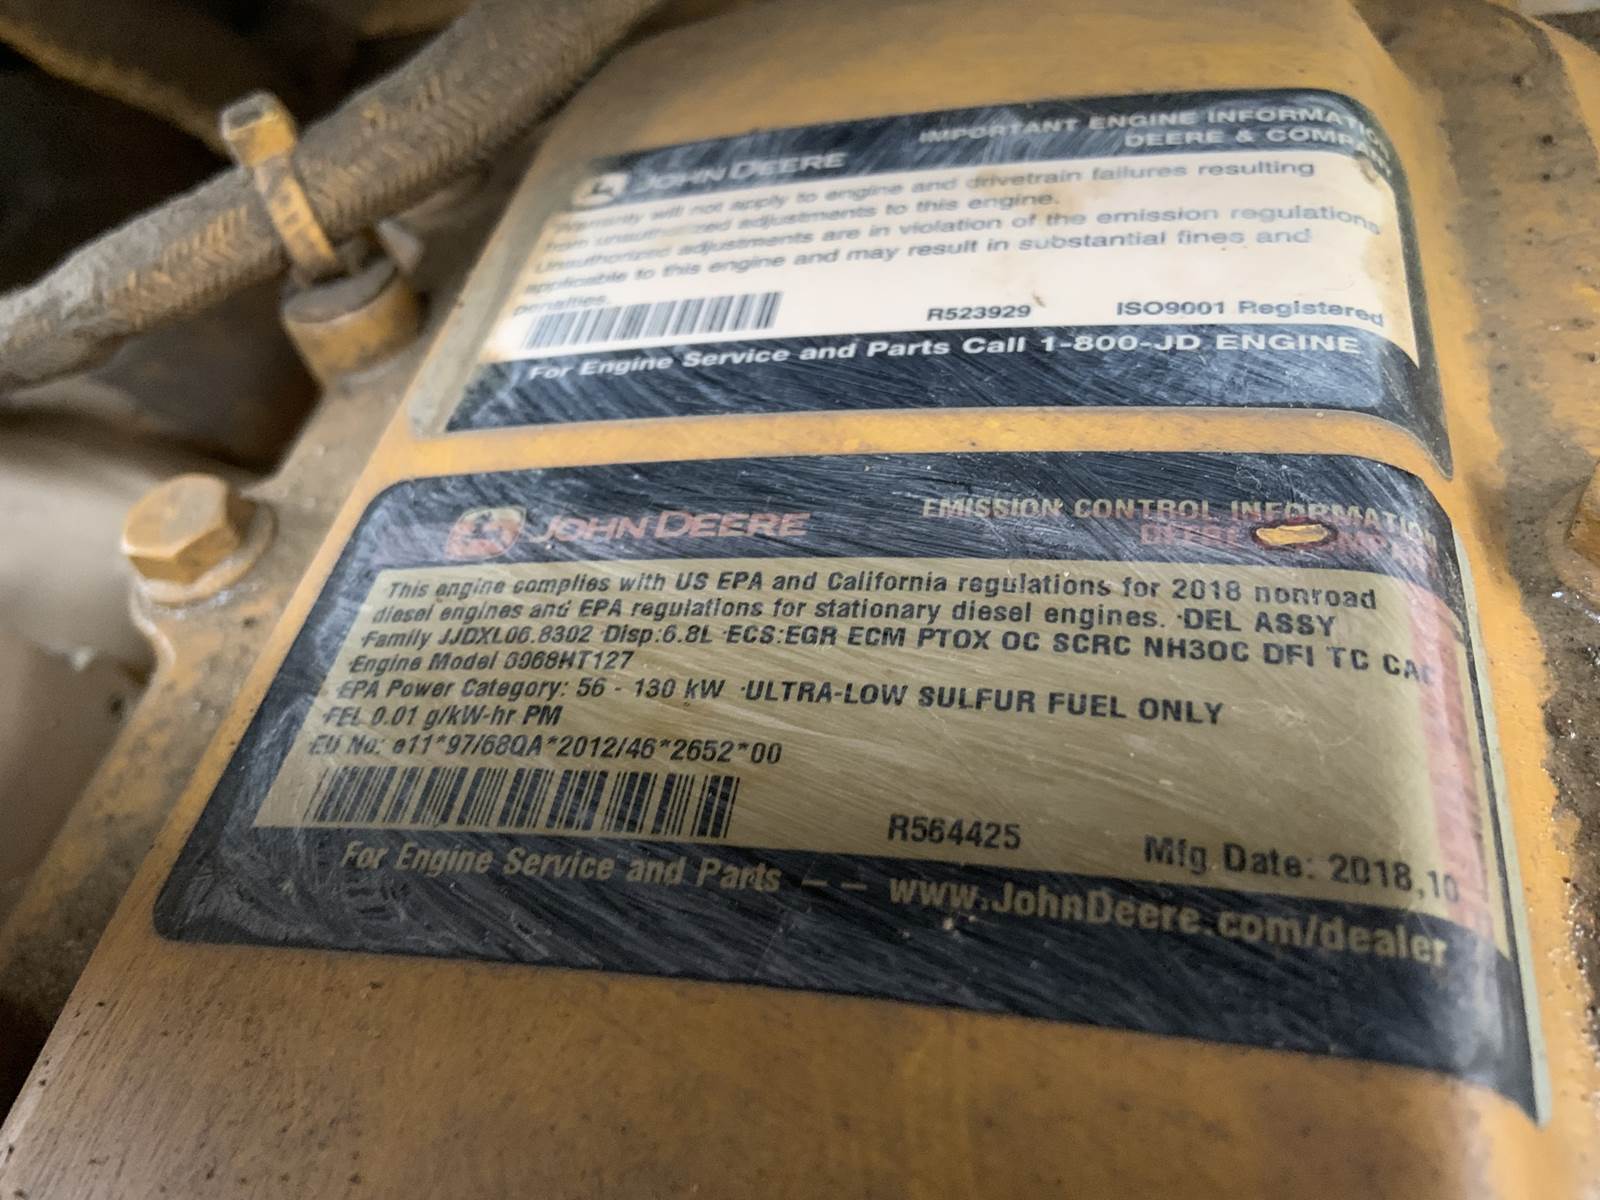 JOHN DEERE
IMPORTANT ENGINE INFORMATION
DEERE & COMPANY
Warranty will not apply to engine and drivetrain failures resulting
from unauthorized adjustments to this engine.
Unauthorized adjustments are in violation of the emission regulations
applicable to this engine and may result in substantial fines and
penalties.
R523929 ISO9001 Registered
For Engine Service and Parts Call 1-800-JD ENGINE
JOHN DEERE
EMISSION CONTROL INFORMATION
DEERE COMPANY
This engine complies with US EPA and California regulations for 2018 nonroad
diesel engines and EPA regulations for stationary diesel engines. ·DEL ASSY
·Family JJDXL06.8302 ·Disp:6.8L ·ECS:EGR ECM PTOX OC SCRC NH3OC DFI TC CAC
·Engine Model 6068HT127
·EPA Power Category: 56 - 130 kW ·ULTRA-LOW SULFUR FUEL ONLY
·FEL 0.01 g/kW-hr PM
·EU No: e11*97/68QA*2012/46*2652*00
R564425 Mfg Date: 2018,10
For Engine Service and Parts – – www.JohnDeere.com/dealer